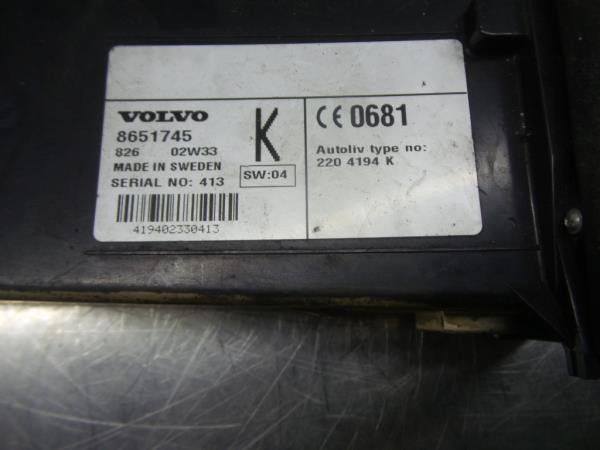 VOLVO
8651745
826 02W33
MADE IN SWEDEN
SERIAL NO: 413
K
SW:04
419402330413
CE 0681
Autoliv type no:
220 4194 K